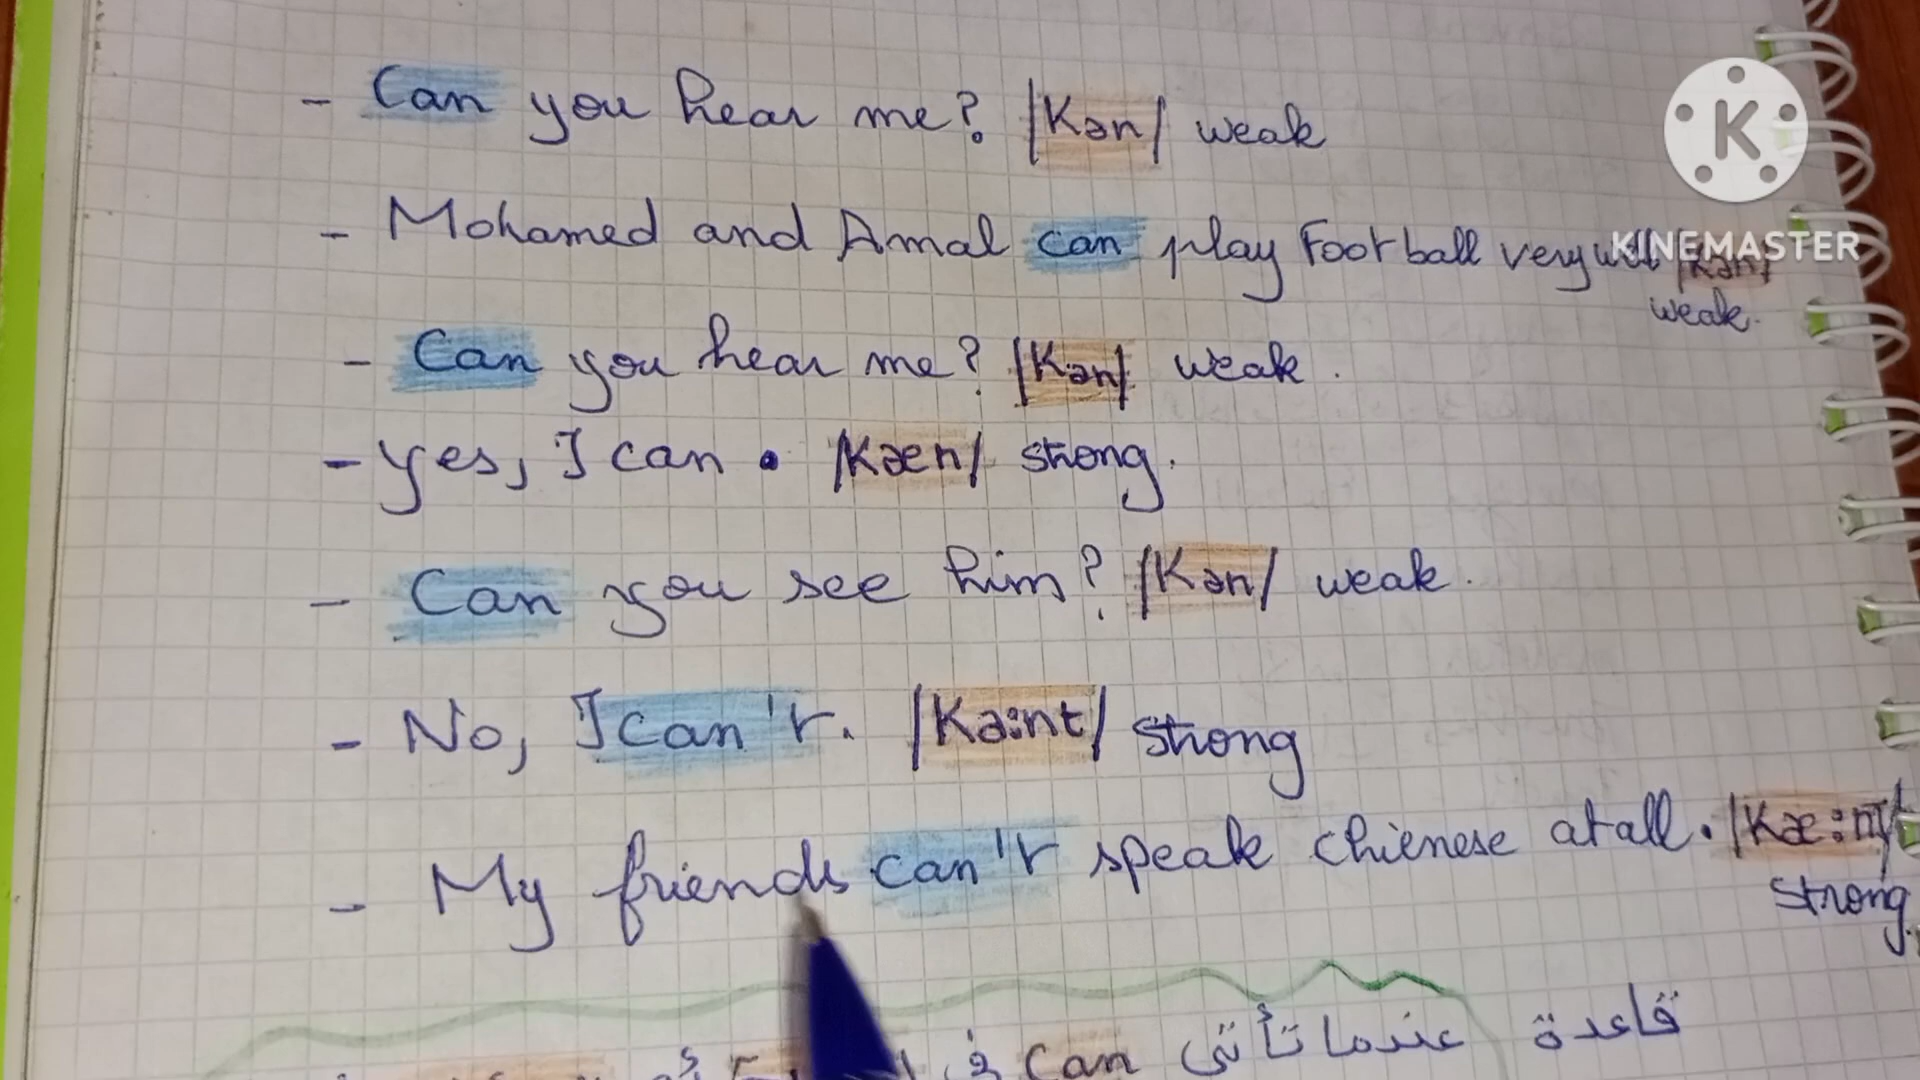 - Can you hear me? /Kən/ weak
- Mohamed and Amal can play Football very well /Kən/
weak.
- Can you hear me? /Kən/ weak.
- Yes, I can. /Kæn/ strong.
- Can you see him? /Kən/ weak.
- No, I can't. /Ka:nt/ strong
- My friends can't speak chienese at all. /Kæ:nt/
strong.
قاعدة عندما تأتي can في
K
KINEMASTER